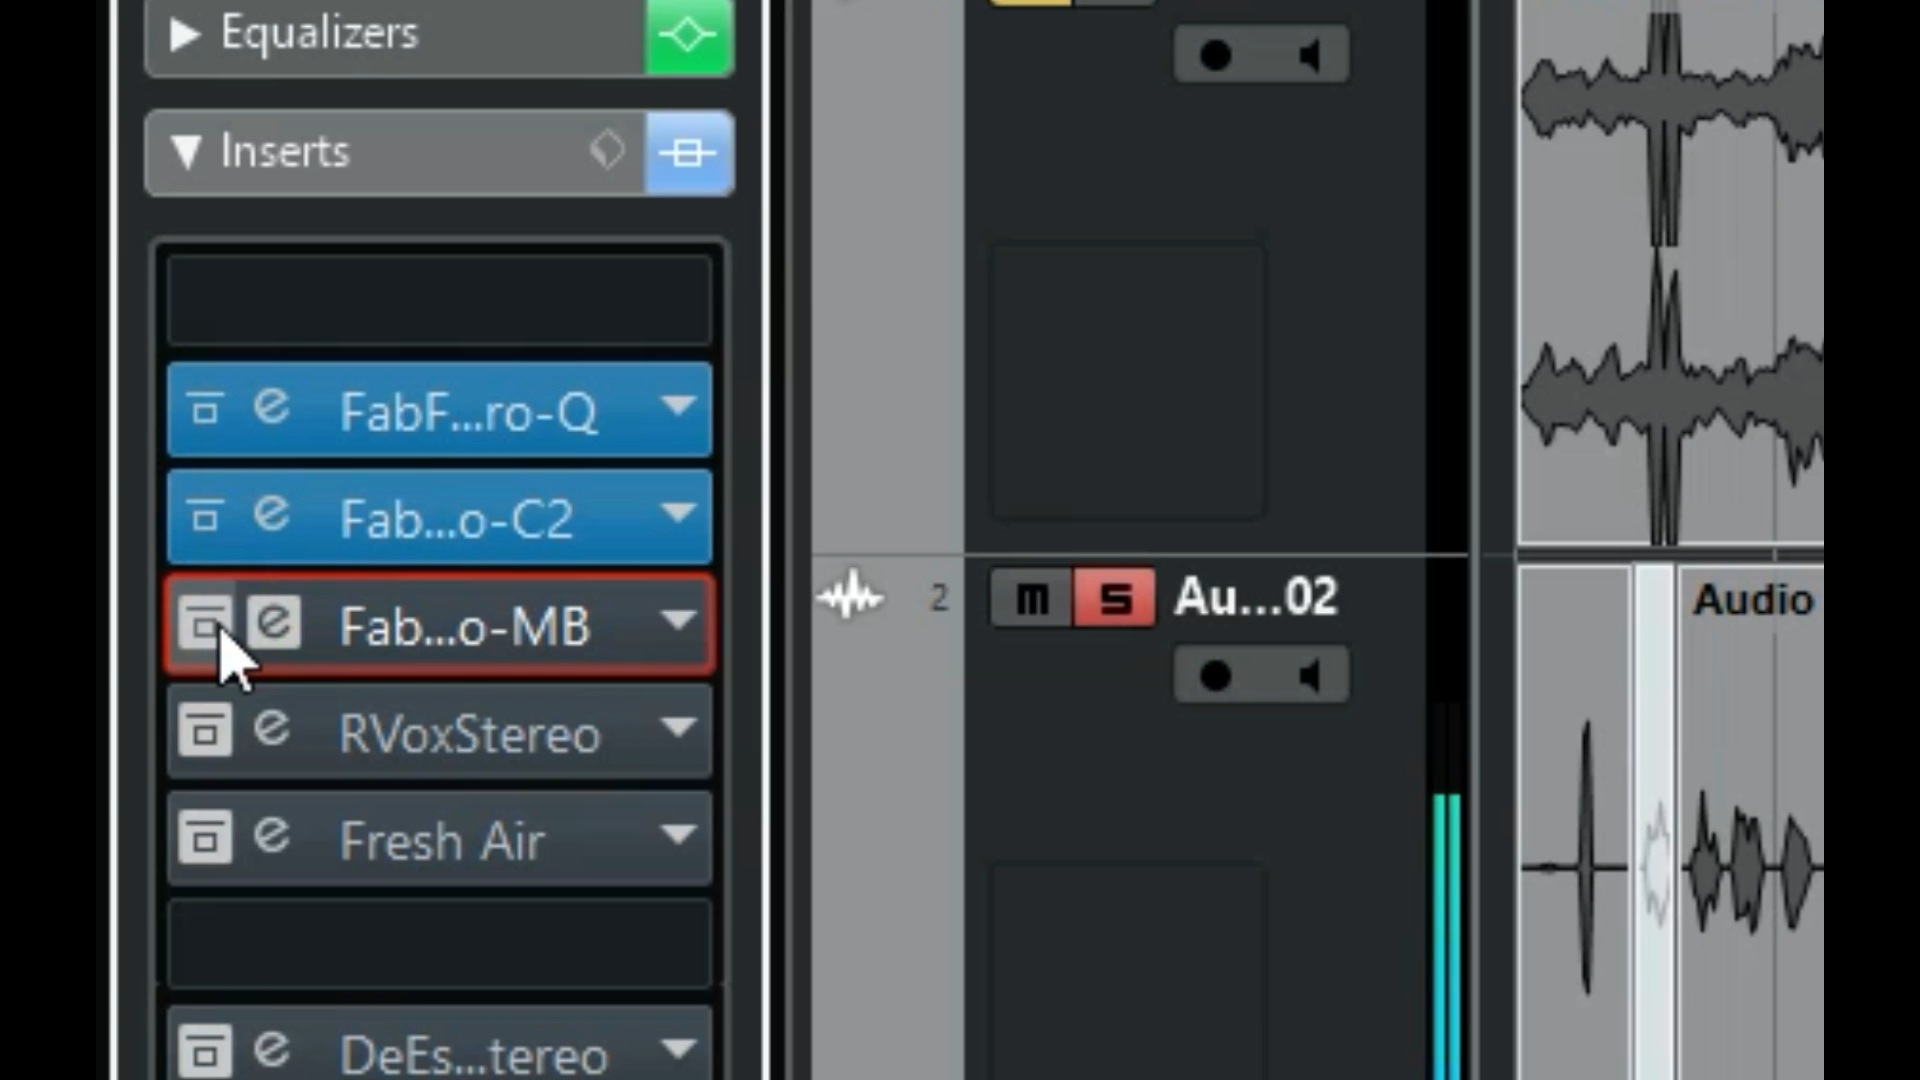 Equalizers
Inserts
e FabF...ro-Q
e Fab...o-C2
e Fab...o-MB
e RVoxStereo
e Fresh Air
e DeEs...tereo
2 m S Au...02
Audio